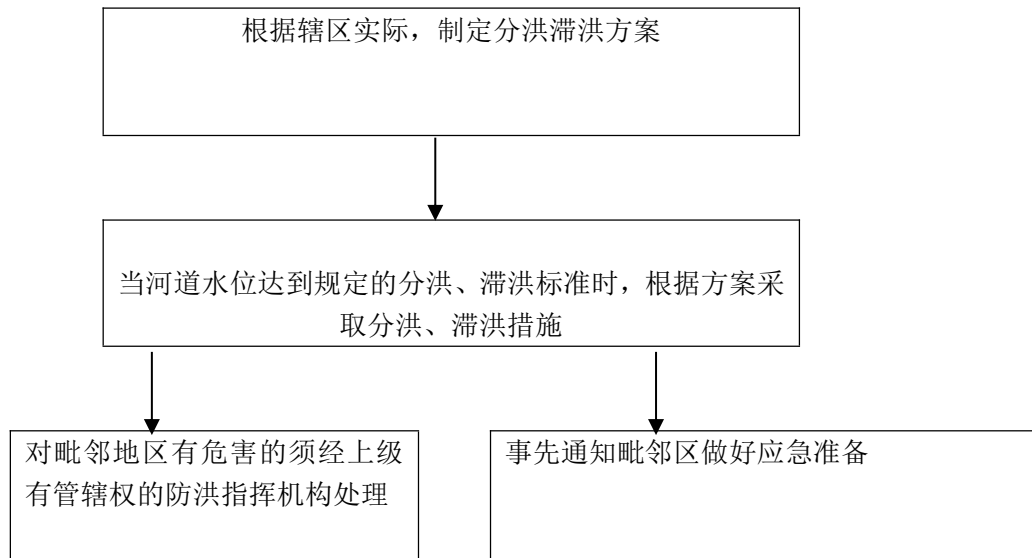 根据辖区实际，制定分洪滞洪方案
当河道水位达到规定的分洪、滞洪标准时，根据方案采
取分洪、滞洪措施
对毗邻地区有危害的须经上级
有管辖权的防洪指挥机构处理
事先通知毗邻区做好应急准备